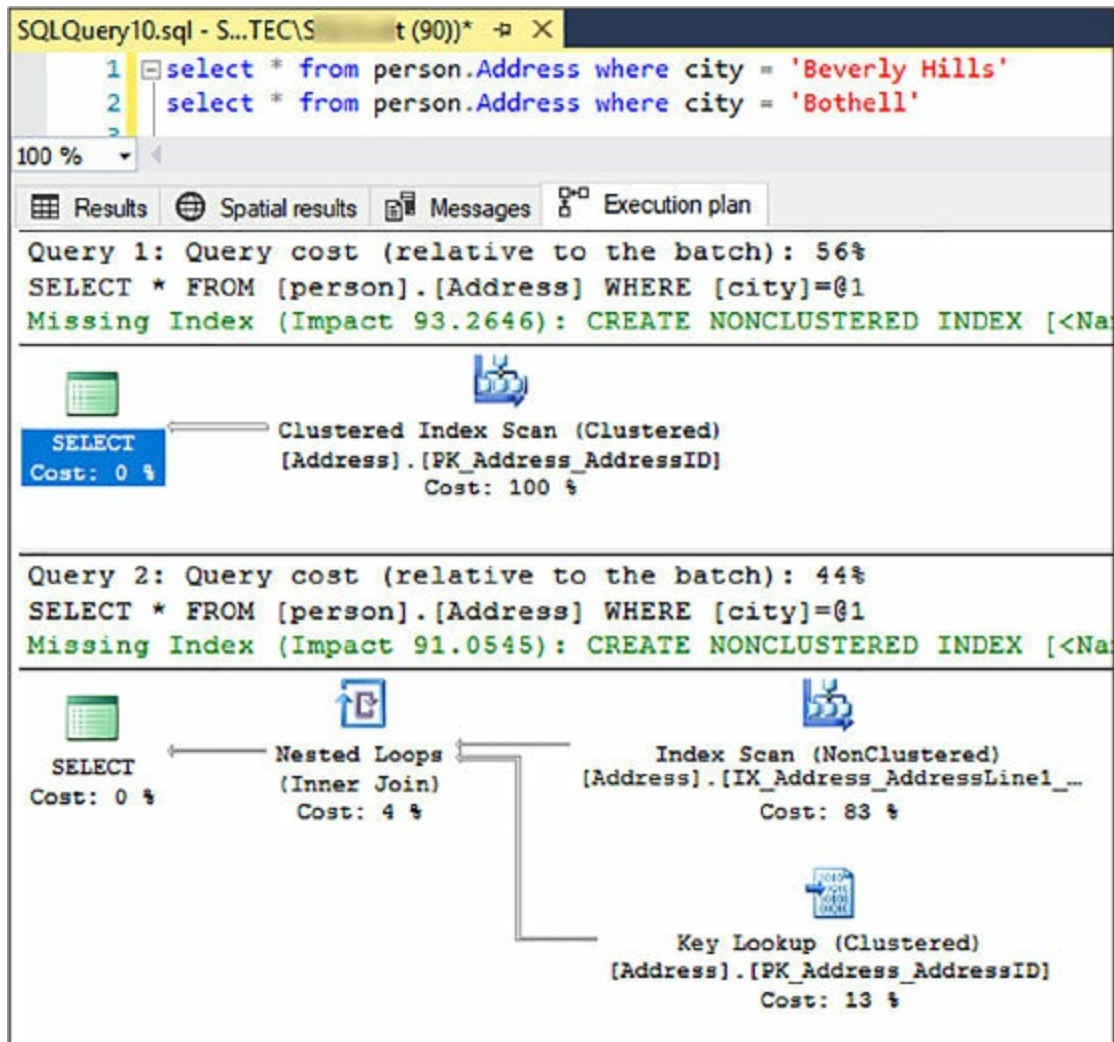 SQLQuery10.sql - S...TEC\S t (90))*
1 select * from person.Address where city = 'Beverly Hills'
2 select * from person.Address where city = 'Bothell'
3
100 %
Results Spatial results Messages Execution plan
Query 1: Query cost (relative to the batch): 56%
SELECT * FROM [person].[Address] WHERE [city]=@1
Missing Index (Impact 93.2646): CREATE NONCLUSTERED INDEX [<Na
SELECT
Cost: 0 %
Clustered Index Scan (Clustered)
[Address].[PK_Address_AddressID]
Cost: 100 %
Query 2: Query cost (relative to the batch): 44%
SELECT * FROM [person].[Address] WHERE [city]=@1
Missing Index (Impact 91.0545): CREATE NONCLUSTERED INDEX [<Na
SELECT
Cost: 0 %
Nested Loops
(Inner Join)
Cost: 4 %
Index Scan (NonClustered)
[Address].[IX_Address_AddressLine1_…
Cost: 83 %
Key Lookup (Clustered)
[Address].[PK_Address_AddressID]
Cost: 13 %